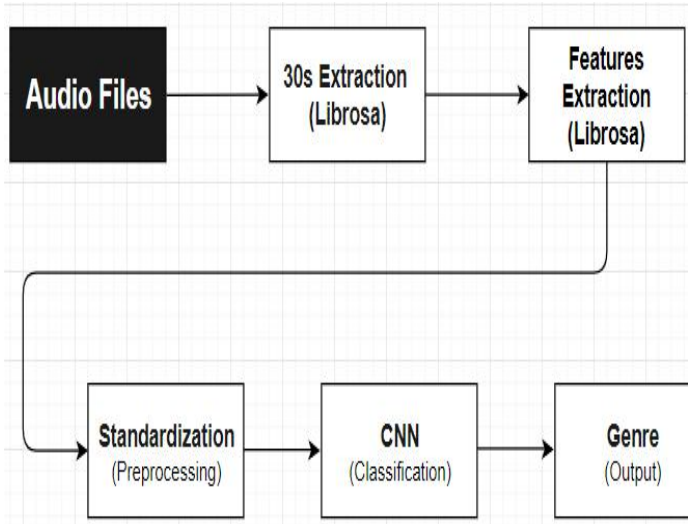 Audio Files
30s Extraction
(Librosa)
Features
Extraction
(Librosa)
Standardization
(Preprocessing)
CNN
(Classification)
Genre
(Output)